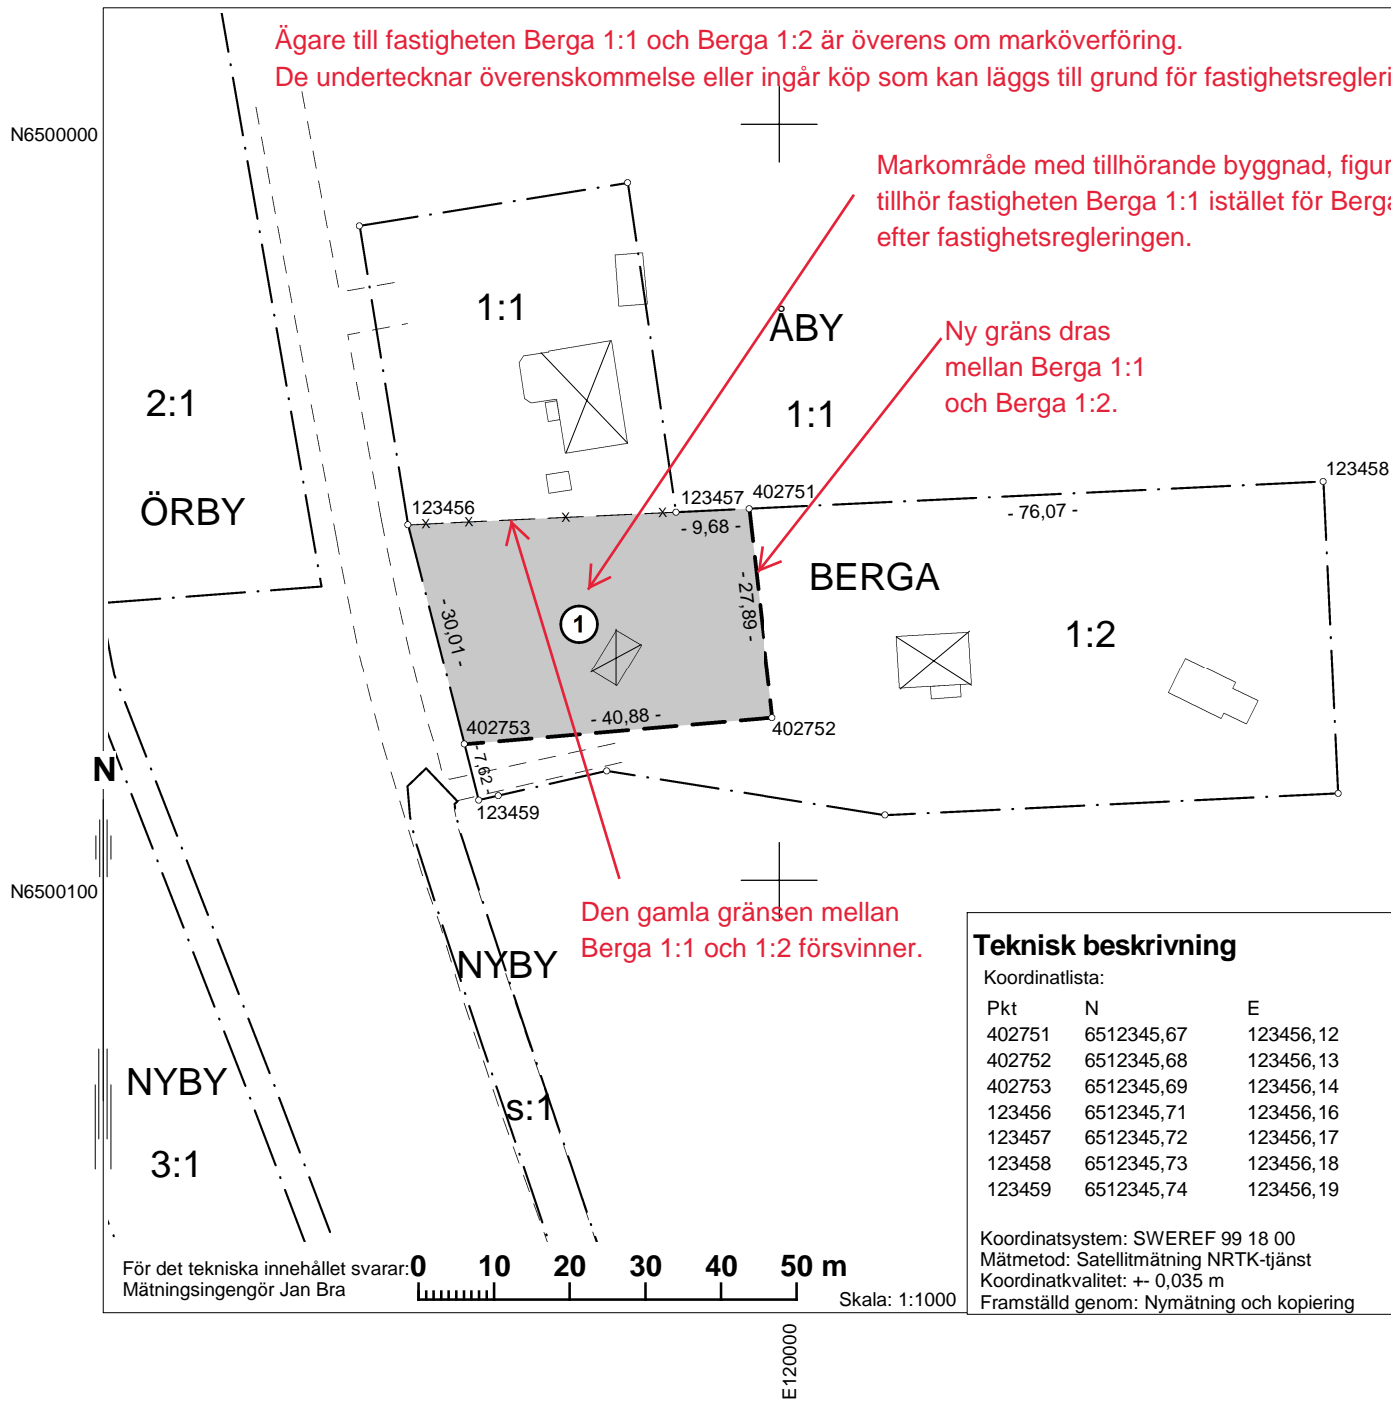 Ägare till fastigheten Berga 1:1 och Berga 1:2 är överens om marköverföring.
De undertecknar överenskommelse eller ingår köp som kan läggs till grund för fastighetsregleri
N6500000
Markområde med tillhörande byggnad, figur
tillhör fastigheten Berga 1:1 istället för Berga
efter fastighetsregleringen.
1:1
ÅBY
1:1
Ny gräns dras
mellan Berga 1:1
och Berga 1:2.
2:1
ÖRBY
123456
123457
402751
123458
- 9,68 -
- 76,07 -
BERGA
1:2
- 27,89 -
- 30,01 -
1
- 40,88 -
402753
402752
- 7,62 -
123459
N
N6500100
Den gamla gränsen mellan
Berga 1:1 och 1:2 försvinner.
NYBY
s:1
NYBY
3:1
Teknisk beskrivning
Koordinatlista:
Pkt N E
402751 6512345,67 123456,12
402752 6512345,68 123456,13
402753 6512345,69 123456,14
123456 6512345,71 123456,16
123457 6512345,72 123456,17
123458 6512345,73 123456,18
123459 6512345,74 123456,19
Koordinatsystem: SWEREF 99 18 00
Mätmetod: Satellitmätning NRTK-tjänst
Koordinatkvalitet: +- 0,035 m
Framställd genom: Nymätning och kopiering
För det tekniska innehållet svarar:
Mätningsingengör Jan Bra
0 10 20 30 40 50 m
Skala: 1:1000
E120000